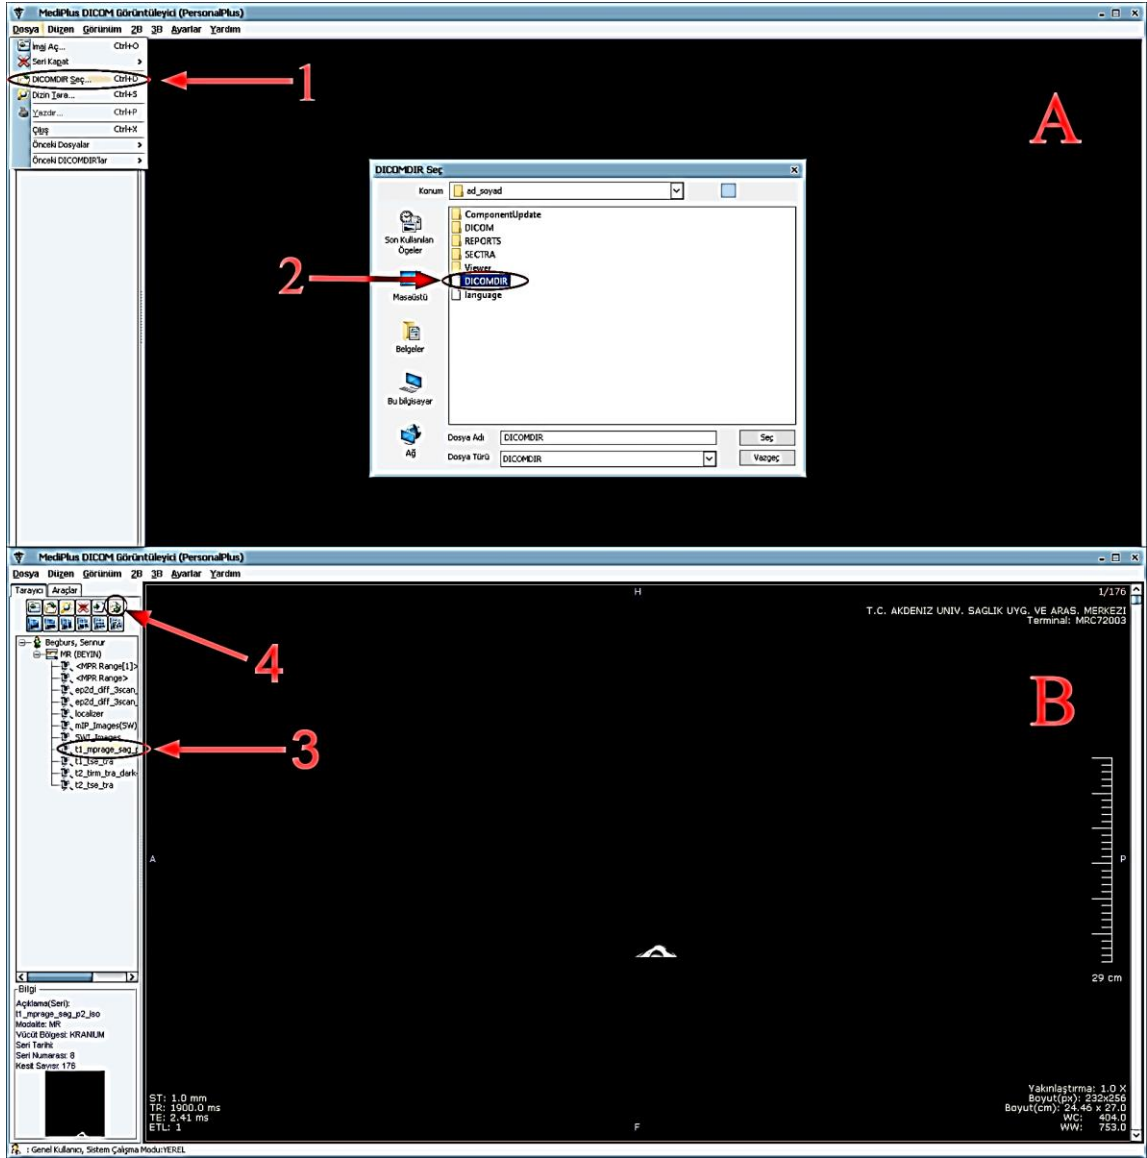 MediPlus DICOM Görüntüleyici (PersonalPlus)
Dosya Düzen Görünüm 2B 3B Ayarlar Yardım
İmaj Aç... Ctrl+O
Seri Kapat
DICOMDIR Seç... Ctrl+D
Dizin Tara... Ctrl+S
Yazdır... Ctrl+P
Çıkış Ctrl+X
Önceki Dosyalar
Önceki DICOMDIR'lar
1
A
DICOMDIR Seç
Konum ad_soyad
Son Kullanılan Öğeler
Masaüstü
Belgeler
Bu bilgisayar
Ağ
ComponentUpdate
DICOM
REPORTS
SECTRA
Viewer
DICOMDIR
language
2
Dosya Adı DICOMDIR Seç
Dosya Türü DICOMDIR Vazgeç
MediPlus DICOM Görüntüleyici (PersonalPlus)
Dosya Düzen Görünüm 2B 3B Ayarlar Yardım
Tarayıcı Araçlar
Begburs, Sennur
MR (BEYIN)
<MPR Range[1]>
<MPR Range>
ep2d_diff_3scan_
ep2d_diff_3scan_
localizer
mIP_Images(SW)
SWI_Images
t1_mprage_sag_p
t1_tse_tra
t2_tirm_tra_dark-
t2_tse_tra
4
3
B
H
1/176
T.C. AKDENIZ UNIV. SAGLIK UYG. VE ARAS. MERKEZI
Terminal: MRC72003
A
P
29 cm
Bilgi
Açıklama(Seri):
t1_mprage_sag_p2_iso
Modalite: MR
Vücüt Bölgesi: KRANIUM
Seri Tarihi:
Seri Numarası: 8
Kesit Sayısı: 176
ST: 1.0 mm
TR: 1900.0 ms
TE: 2.41 ms
ETL: 1
F
Yakınlaştırma: 1.0 X
Boyut(px): 232x256
Boyut(cm): 24.46 x 27.0
WC: 404.0
WW: 753.0
: Genel Kullanıcı, Sistem Çalışma Modu:YEREL